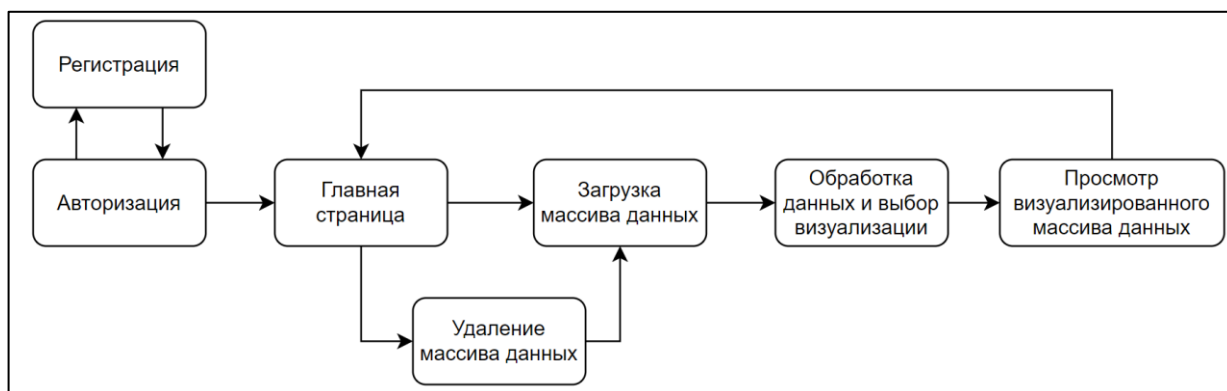 Регистрация
Авторизация
Главная
страница
Загрузка
массива данных
Обработка
данных и выбор
визуализации
Просмотр
визуализированного
массива данных
Удаление
массива данных